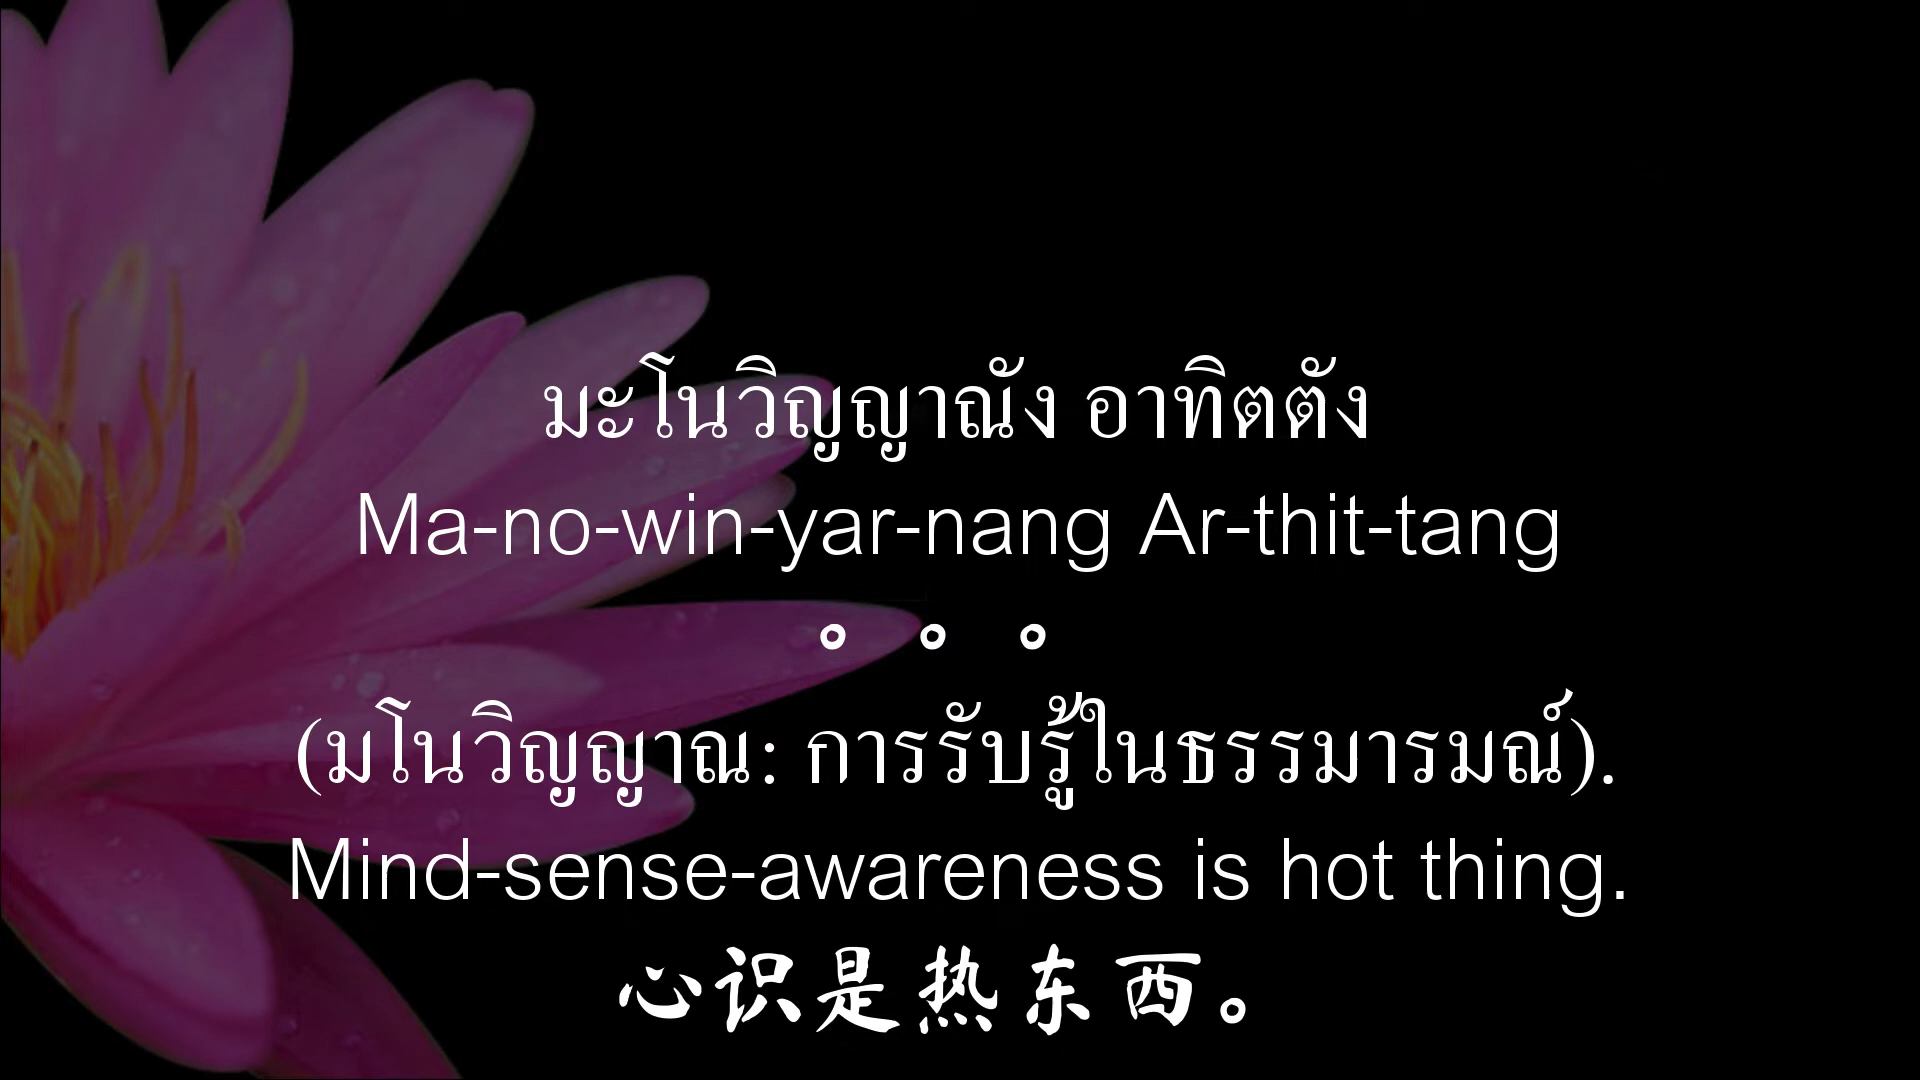 มะโนวิญญาณัง อาทิตตัง
Ma-no-win-yar-nang Ar-thit-tang
。。。
(มโนวิญญาณ: การรับรู้ในธรรมารมณ์).
Mind-sense-awareness is hot thing.
心识是热东西。